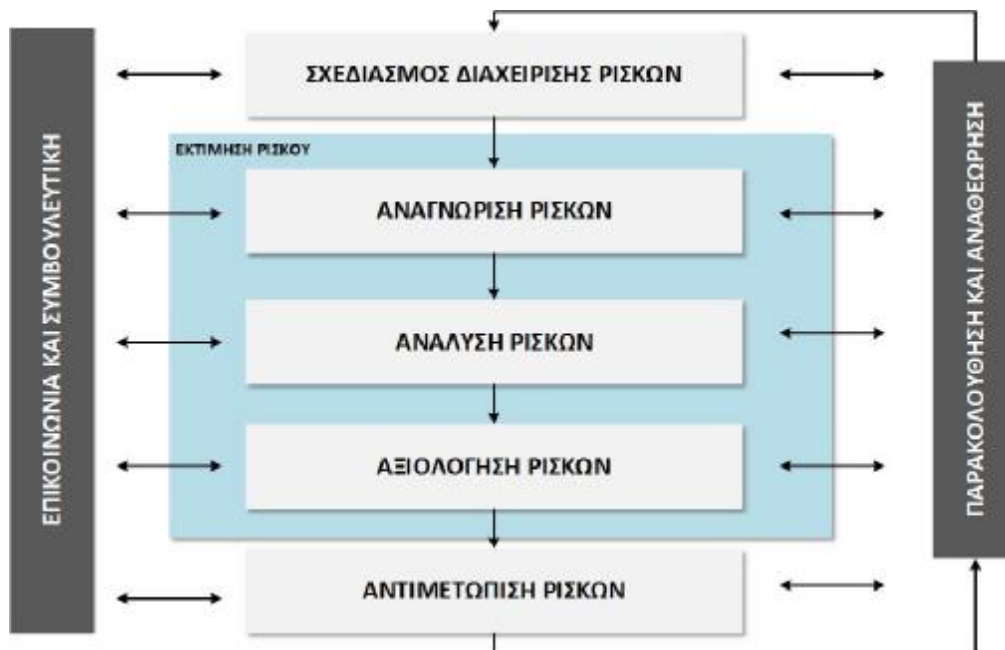 ΣΧΕΔΙΑΣΜΟΣ ΔΙΑΧΕΙΡΙΣΗΣ ΡΙΣΚΩΝ
ΕΚΤΙΜΗΣΗ ΡΙΣΚΟΥ
ΑΝΑΓΝΩΡΙΣΗ ΡΙΣΚΩΝ
ΑΝΑΛΥΣΗ ΡΙΣΚΩΝ
ΑΞΙΟΛΟΓΗΣΗ ΡΙΣΚΩΝ
ΑΝΤΙΜΕΤΩΠΙΣΗ ΡΙΣΚΩΝ
ΕΠΙΚΟΙΝΩΝΙΑ ΚΑΙ ΣΥΜΒΟΥΛΕΥΤΙΚΗ
ΠΑΡΑΚΟΛΟΥΘΗΣΗ ΚΑΙ ΑΝΑΘΕΩΡΗΣΗ